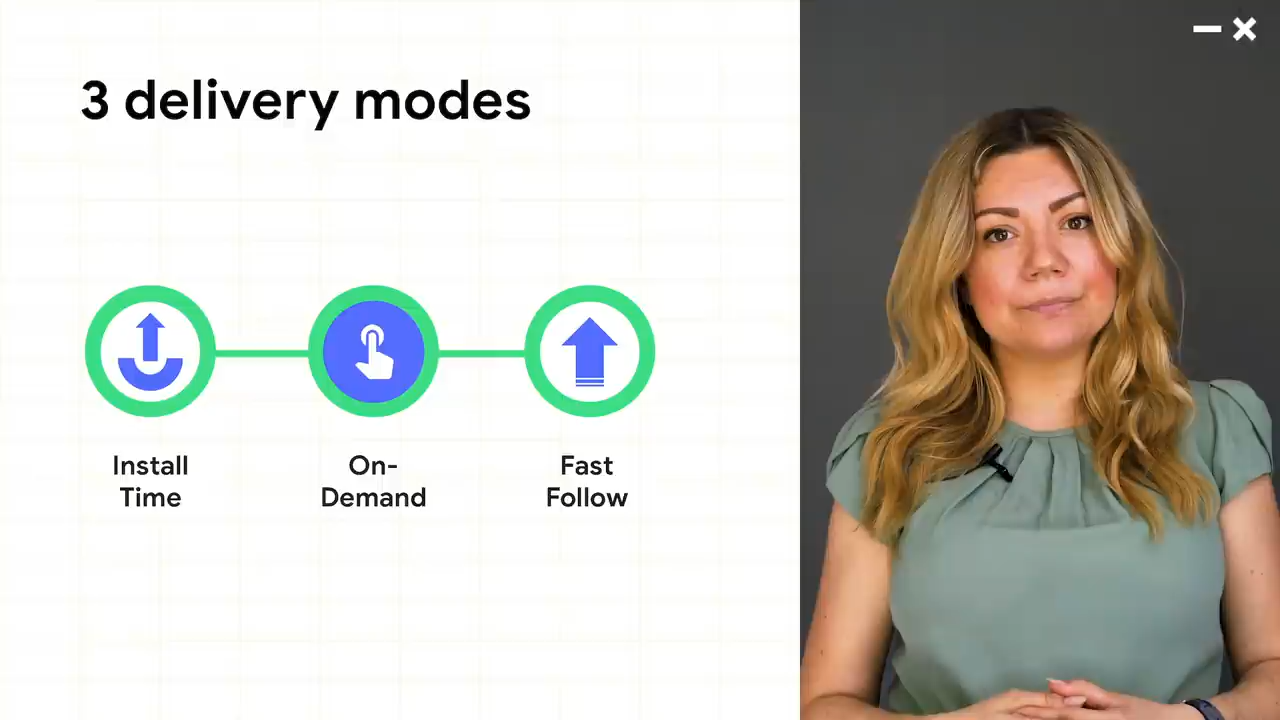 3 delivery modes
Install
Time
On-
Demand
Fast
Follow